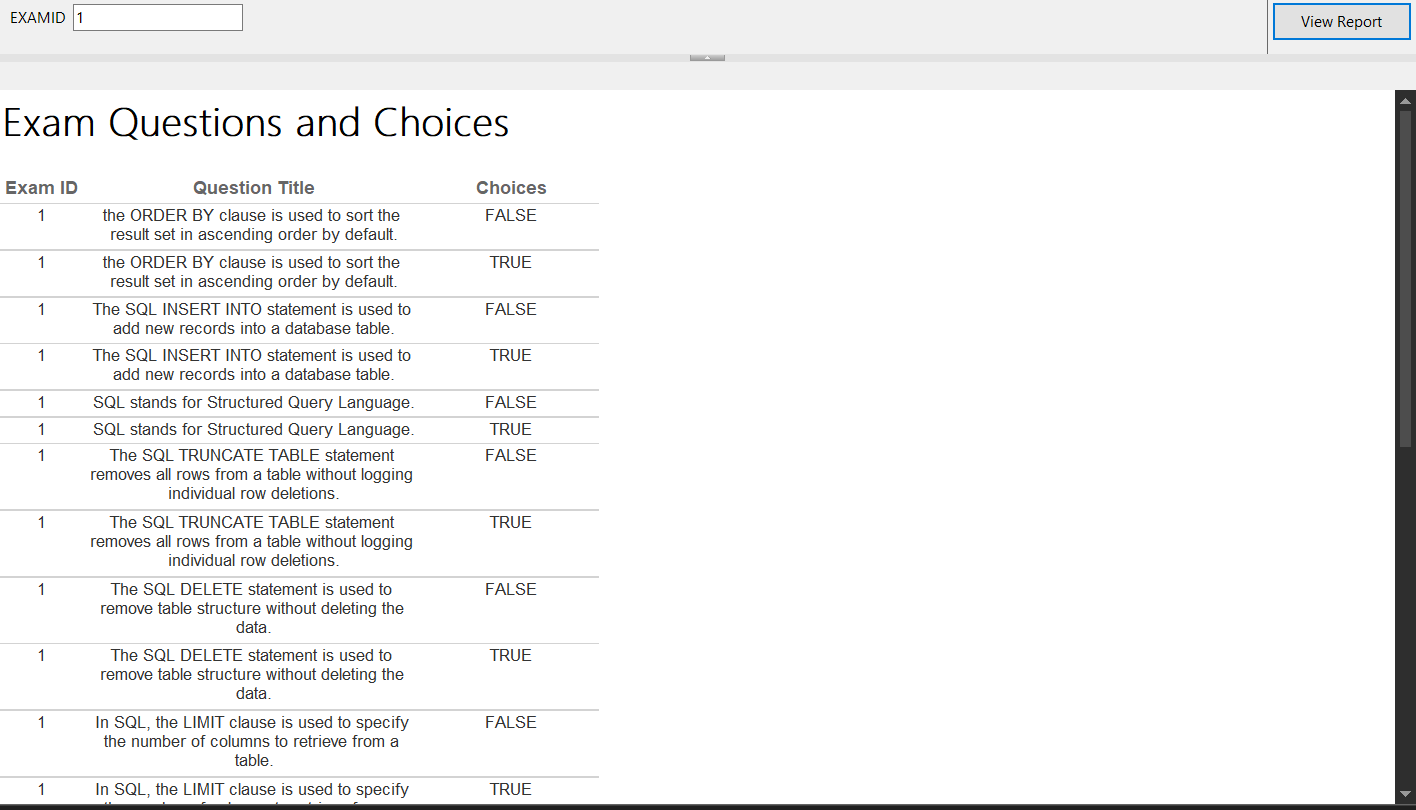 EXAMID 1 View Report
Exam Questions and Choices
Exam ID Question Title Choices
1 the ORDER BY clause is used to sort the FALSE
result set in ascending order by default.
1 the ORDER BY clause is used to sort the TRUE
result set in ascending order by default.
1 The SQL INSERT INTO statement is used to FALSE
add new records into a database table.
1 The SQL INSERT INTO statement is used to TRUE
add new records into a database table.
1 SQL stands for Structured Query Language. FALSE
1 SQL stands for Structured Query Language. TRUE
1 The SQL TRUNCATE TABLE statement FALSE
removes all rows from a table without logging
individual row deletions.
1 The SQL TRUNCATE TABLE statement TRUE
removes all rows from a table without logging
individual row deletions.
1 The SQL DELETE statement is used to FALSE
remove table structure without deleting the
data.
1 The SQL DELETE statement is used to TRUE
remove table structure without deleting the
data.
1 In SQL, the LIMIT clause is used to specify FALSE
the number of columns to retrieve from a
table.
1 In SQL, the LIMIT clause is used to specify TRUE